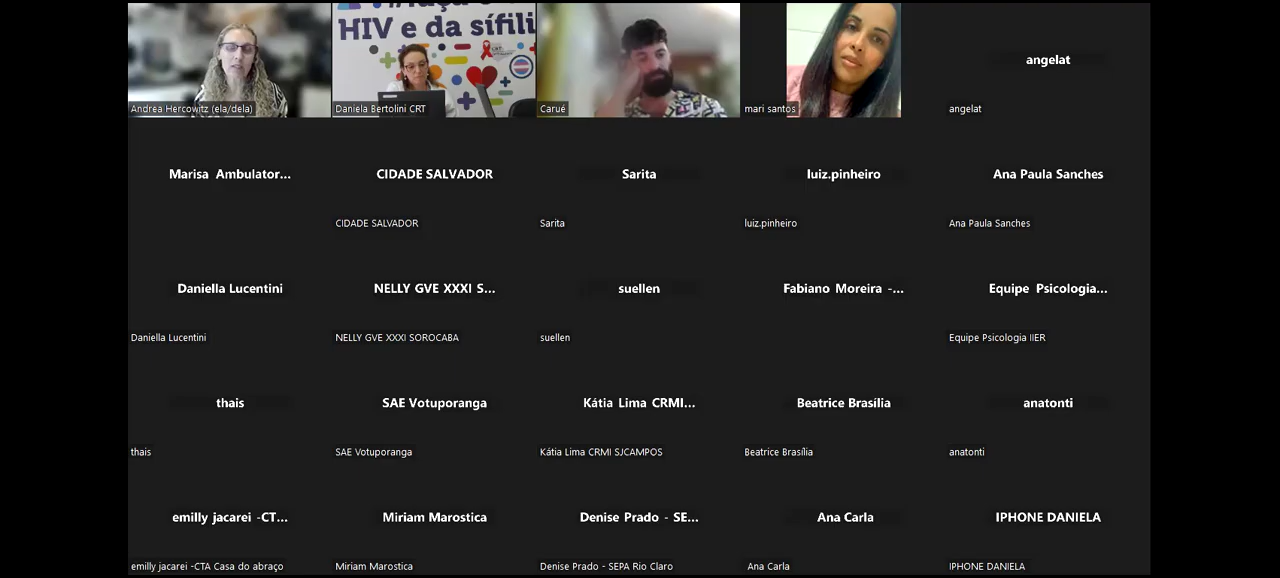 HIV e da sífili
CRT
Andrea Hercowitz (ela/dela)
Daniela Bertolini CRT
Carué
mari santos
angelat
angelat
Marisa Ambulator...
CIDADE SALVADOR
Sarita
luiz.pinheiro
Ana Paula Sanches
CIDADE SALVADOR
Sarita
luiz.pinheiro
Ana Paula Sanches
Daniella Lucentini
NELLY GVE XXXI S...
suellen
Fabiano Moreira -...
Equipe Psicologia...
Daniella Lucentini
NELLY GVE XXXI SOROCABA
suellen
Equipe Psicologia IIER
thais
SAE Votuporanga
Kátia Lima CRMI...
Beatrice Brasília
anatonti
thais
SAE Votuporanga
Kátia Lima CRMI SJCAMPOS
Beatrice Brasília
anatonti
emilly jacarei -CT...
Miriam Marostica
Denise Prado - SE...
Ana Carla
IPHONE DANIELA
emilly jacarei -CTA Casa do abraço
Miriam Marostica
Denise Prado - SEPA Rio Claro
Ana Carla
IPHONE DANIELA